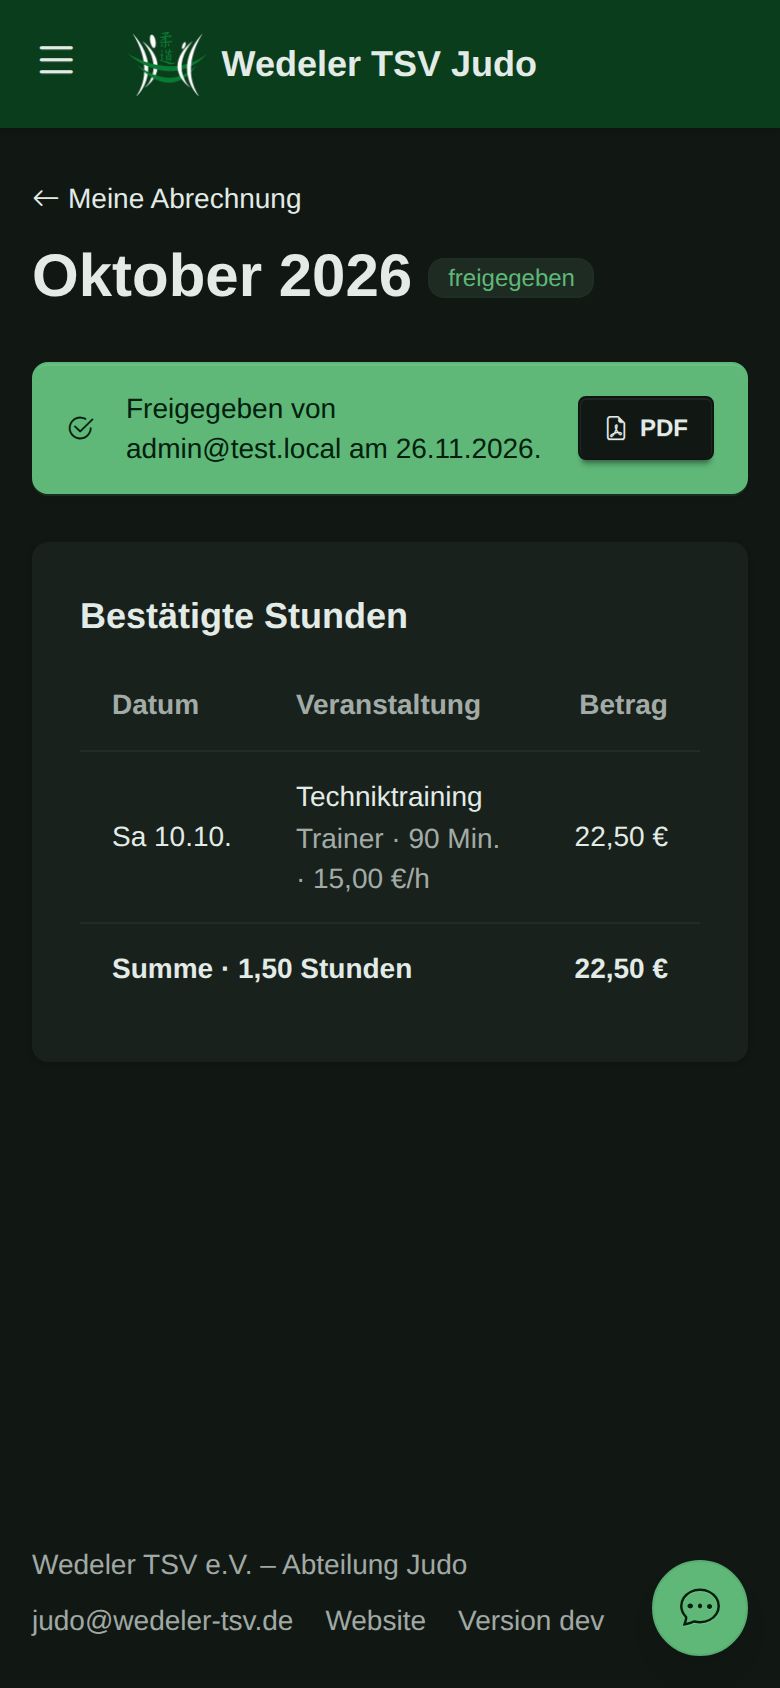 柔道
Wedeler TSV Judo
← Meine Abrechnung
Oktober 2026 freigegeben
Freigegeben von
admin@test.local am 26.11.2026.
PDF
Bestätigte Stunden
Datum Veranstaltung Betrag
Techniktraining
Sa 10.10. Trainer · 90 Min. 22,50 €
· 15,00 €/h
Summe · 1,50 Stunden 22,50 €
Wedeler TSV e.V. – Abteilung Judo
judo@wedeler-tsv.de Website Version dev